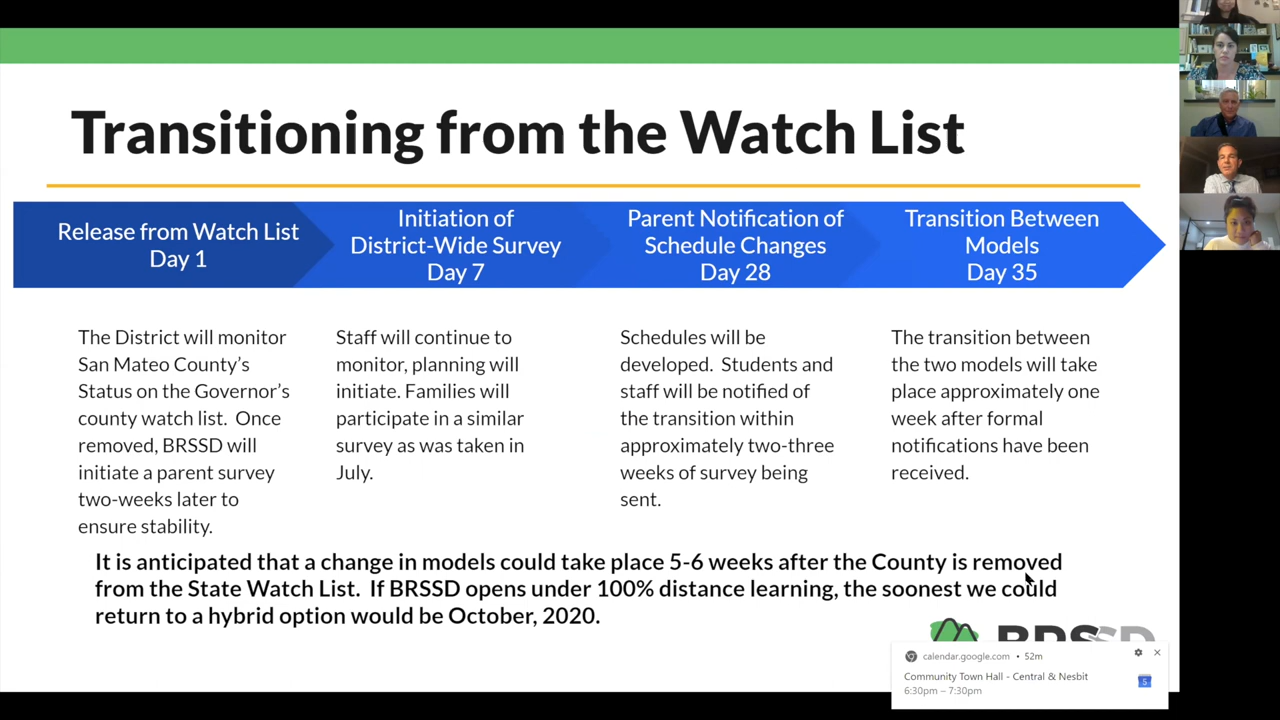 Transitioning from the Watch List
Release from Watch List
Day 1
Initiation of
District-Wide Survey
Day 7
Parent Notification of
Schedule Changes
Day 28
Transition Between
Models
Day 35
The District will monitor
San Mateo County's
Status on the Governor's
county watch list.  Once
removed, BRSSD will
initiate a parent survey
two-weeks later to
ensure stability.
Staff will continue to
monitor, planning will
initiate. Families will
participate in a similar
survey as was taken in
July.
Schedules will be
developed.  Students and
staff will be notified of
the transition within
approximately two-three
weeks of survey being
sent.
The transition between
the two models will take
place approximately one
week after formal
notifications have been
received.
It is anticipated that a change in models could take place 5-6 weeks after the County is removed
from the State Watch List.  If BRSSD opens under 100% distance learning, the soonest we could
return to a hybrid option would be October, 2020.
BRSSD
calendar.google.com • 52m
Community Town Hall - Central & Nesbit
6:30pm – 7:30pm
5